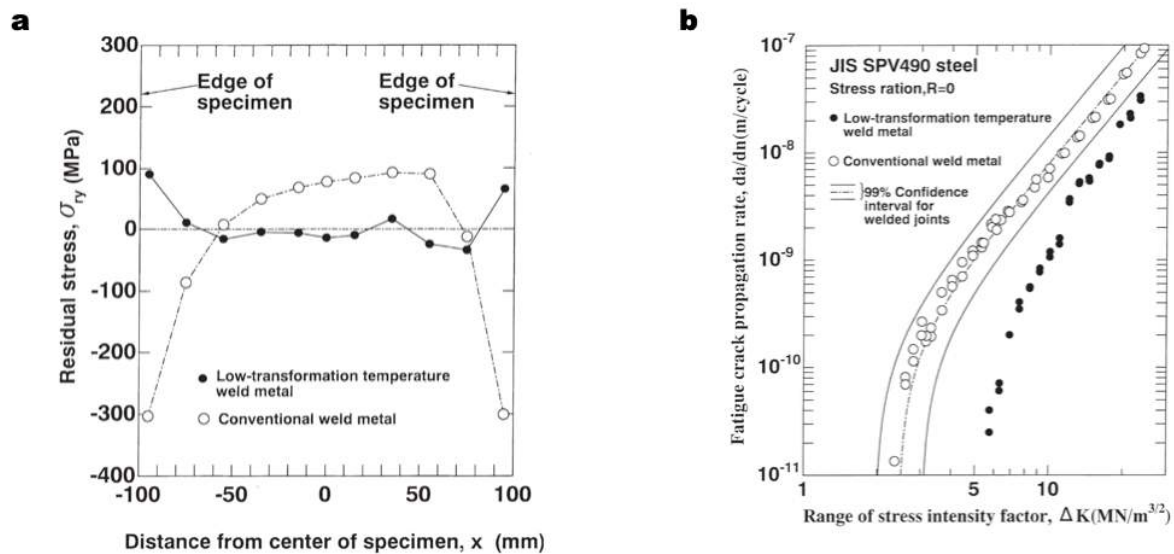 a
300
200
100
0
-100
-200
-300
-400
-100
-50
0
50
100
Residual stress, σry (MPa)
Edge of
specimen
Edge of
specimen
Low-transformation temperature
weld metal
Conventional weld metal
Distance from center of specimen, x (mm)
b
10-7
10-8
10-9
10-10
10-11
1
5
10
Fatigue crack propagation rate, da/dn(m/cycle)
JIS SPV490 steel
Stress ration,R=0
Low-transformation temperature
weld metal
Conventional weld metal
}99% Confidence
interval for
welded joints
Range of stress intensity factor, ΔK(MN/m3/2)